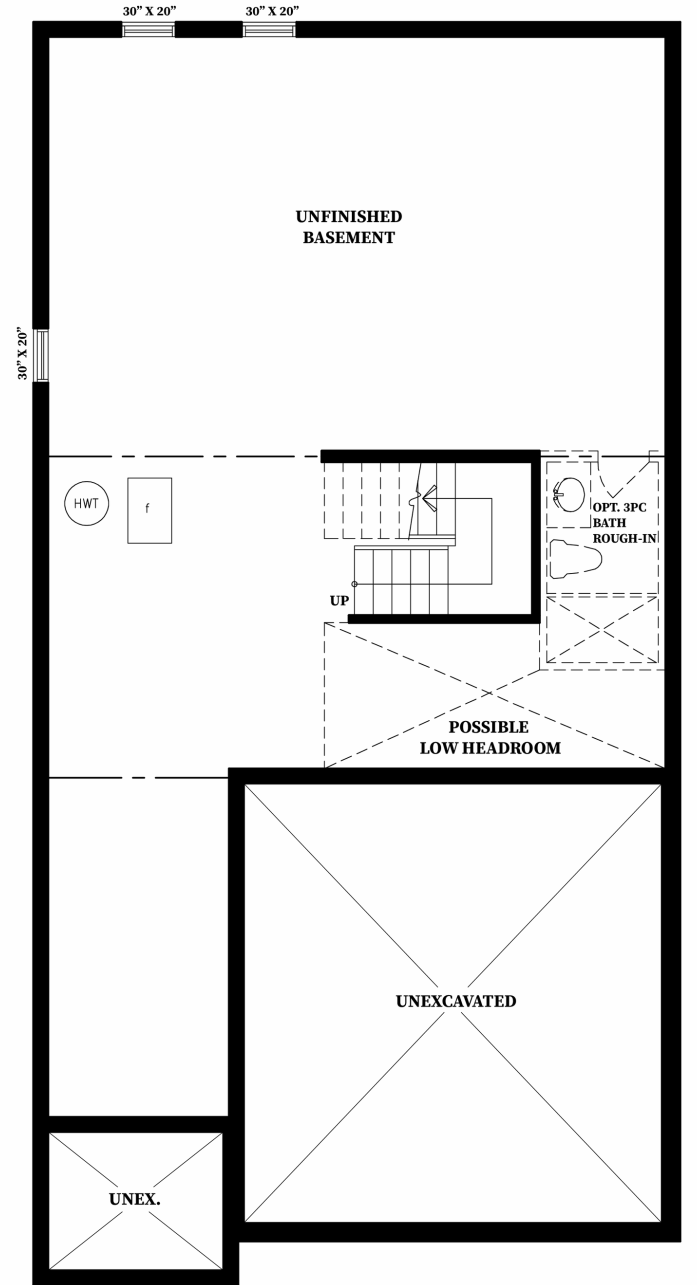 30” X 20”
30” X 20”
UNFINISHED
BASEMENT
30” X 20”
HWT
f
OPT. 3PC
BATH
ROUGH-IN
UP
POSSIBLE
LOW HEADROOM
UNEXCAVATED
UNEX.